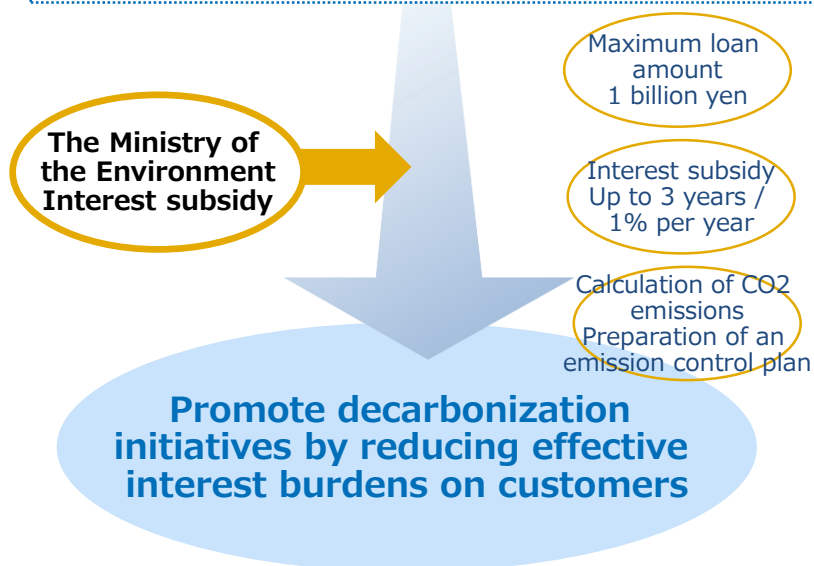 Maximum loan
amount
1 billion yen
The Ministry of
the Environment
Interest subsidy
Interest subsidy
Up to 3 years /
1% per year
Calculation of CO2
emissions
Preparation of an
emission control plan
Promote decarbonization
initiatives by reducing effective
interest burdens on customers